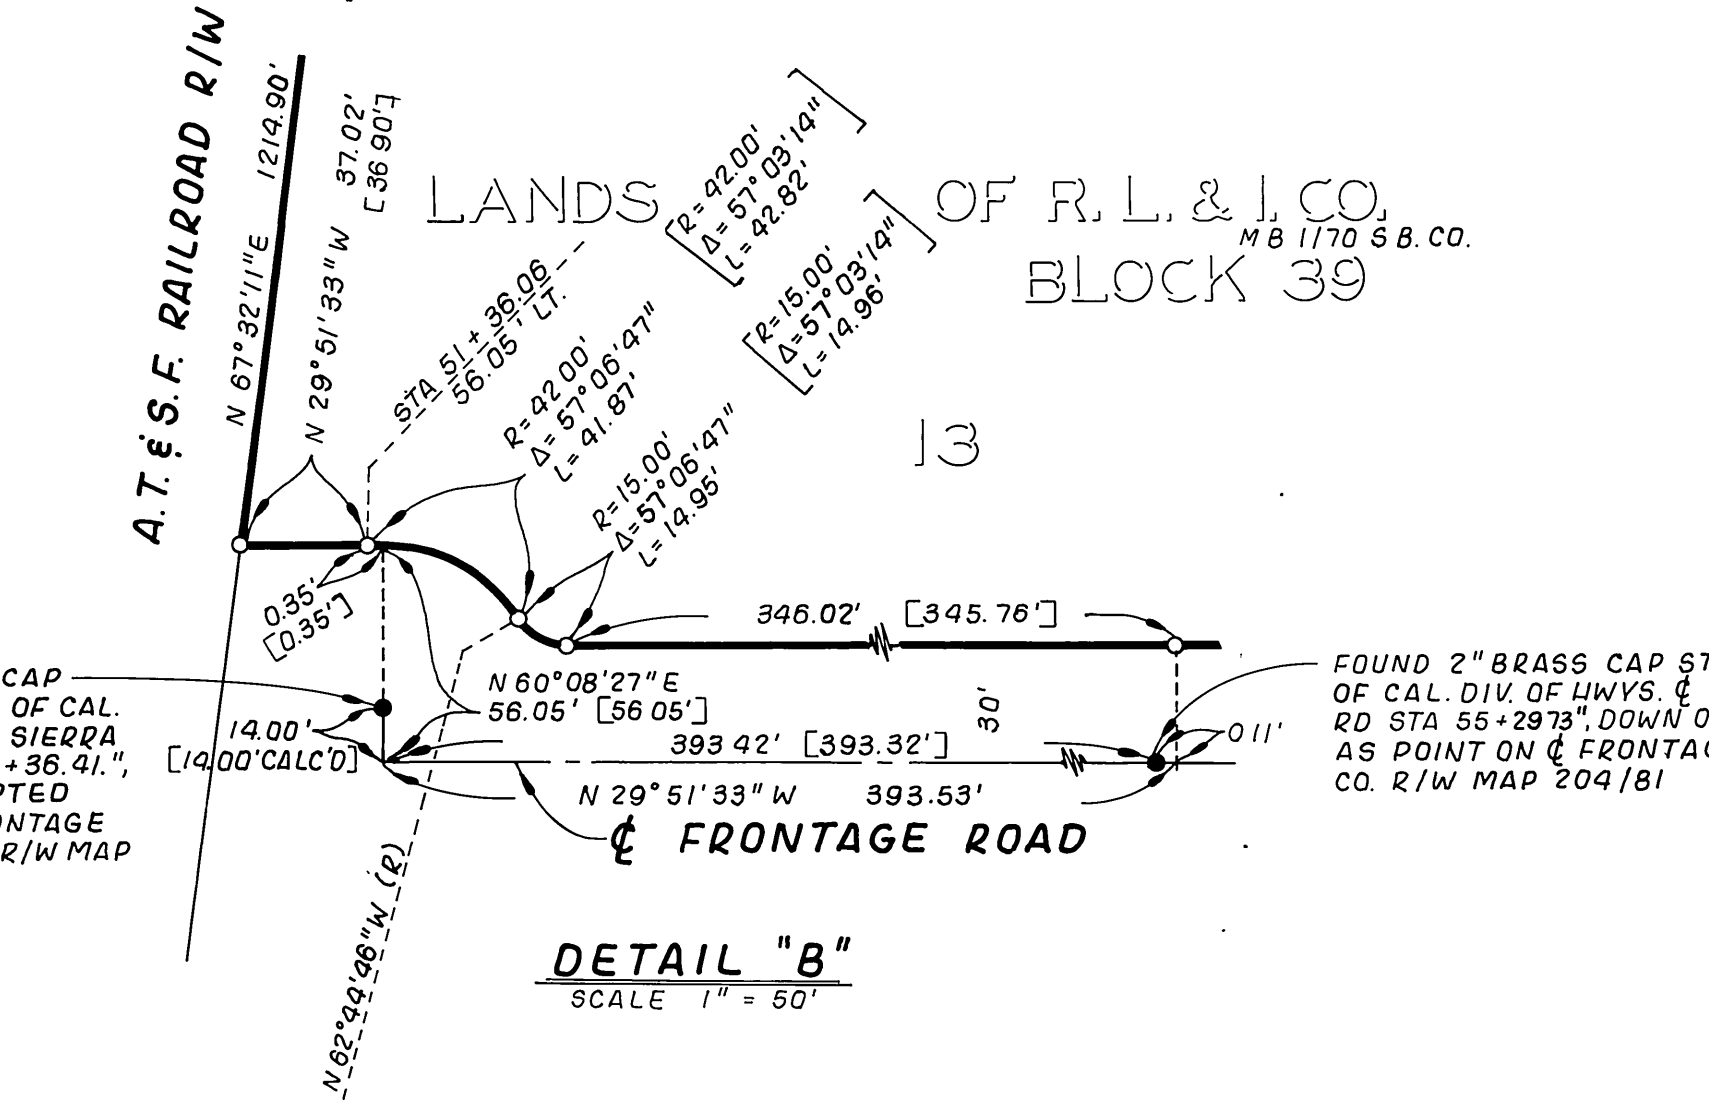 A.T. & S.F. RAILROAD R/W
N 67°32'11"E 1214.90'
N 29°51'33"W 37.02'
[36 90']
STA 51+36.06
56.05' LT.
LANDS OF R. L. & I. CO.
MB 1/70 S B. CO.
BLOCK 39
13
[R=42.00'
Δ=57°03'14"
L=42.82']
[R=15.00'
Δ=57°03'14"
L=14.96']
R=42 00'
Δ=57°06'47"
L=41.87'
R=15.00'
Δ=57°06'47"
L=14.95'
0.35'
[0.35']
346.02' [345.76']
N 60°08'27"E
56.05' [56 05']
30'
CAP
OF CAL.
SIERRA
+36.41.",
PTED
NTAGE
R/W MAP
14.00'
[14.00'CALC'D]
393 42' [393.32']
N 29°51'33"W 393.53'
℄ FRONTAGE ROAD
N 62°44'46"W (R)
0 11'
FOUND 2" BRASS CAP ST
OF CAL. DIV. OF HWYS. ℄
RD STA 55+2973", DOWN O
AS POINT ON ℄ FRONTAG
CO. R/W MAP 204/81
DETAIL "B"
SCALE 1" = 50'